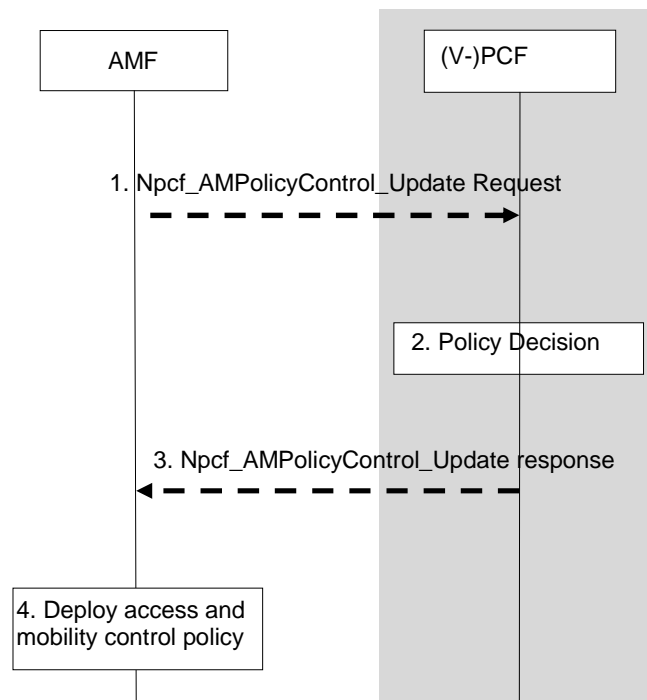 AMF
(V-)PCF
1. Npcf_AMPolicyControl_Update Request
2. Policy Decision
3. Npcf_AMPolicyControl_Update response
4. Deploy access and
mobility control policy